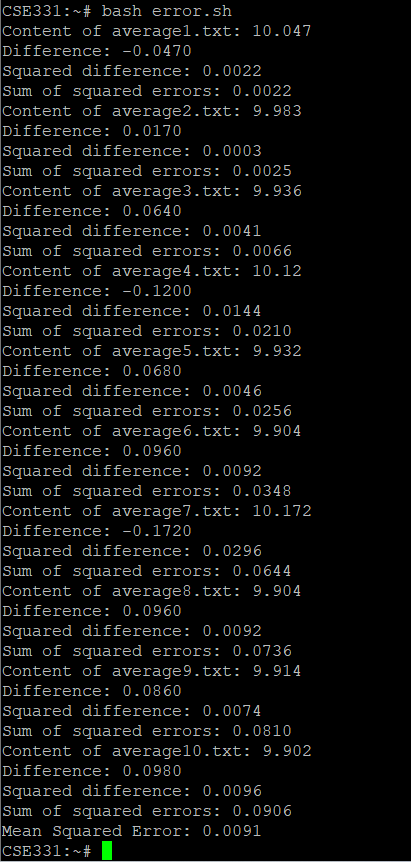 CSE331:~# bash error.sh
Content of average1.txt: 10.047
Difference: -0.0470
Squared difference: 0.0022
Sum of squared errors: 0.0022
Content of average2.txt: 9.983
Difference: 0.0170
Squared difference: 0.0003
Sum of squared errors: 0.0025
Content of average3.txt: 9.936
Difference: 0.0640
Squared difference: 0.0041
Sum of squared errors: 0.0066
Content of average4.txt: 10.12
Difference: -0.1200
Squared difference: 0.0144
Sum of squared errors: 0.0210
Content of average5.txt: 9.932
Difference: 0.0680
Squared difference: 0.0046
Sum of squared errors: 0.0256
Content of average6.txt: 9.904
Difference: 0.0960
Squared difference: 0.0092
Sum of squared errors: 0.0348
Content of average7.txt: 10.172
Difference: -0.1720
Squared difference: 0.0296
Sum of squared errors: 0.0644
Content of average8.txt: 9.904
Difference: 0.0960
Squared difference: 0.0092
Sum of squared errors: 0.0736
Content of average9.txt: 9.914
Difference: 0.0860
Squared difference: 0.0074
Sum of squared errors: 0.0810
Content of average10.txt: 9.902
Difference: 0.0980
Squared difference: 0.0096
Sum of squared errors: 0.0906
Mean Squared Error: 0.0091
CSE331:~#